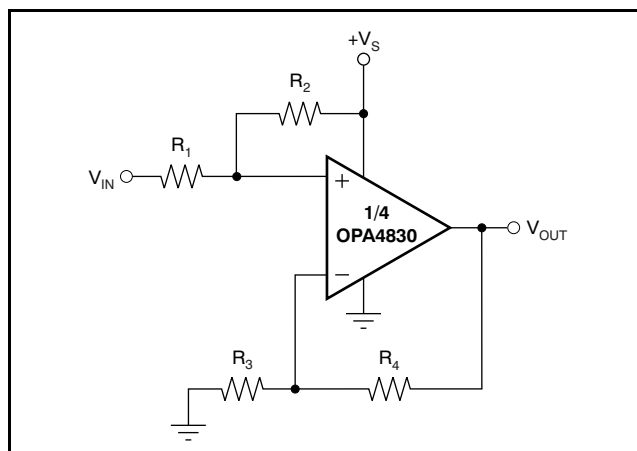 +V_S
R_2
R_1
V_IN
+
1/4
OPA4830
V_OUT
−
R_3
R_4